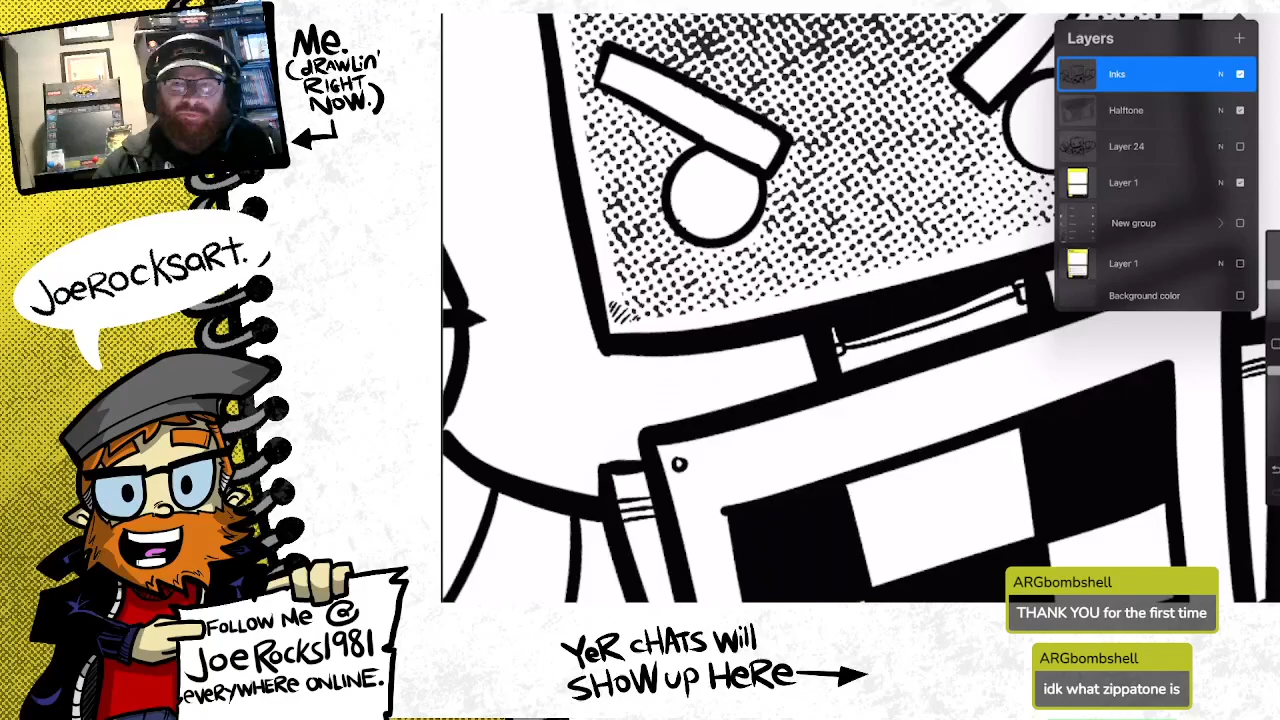 Me.
(dRAWLiN'
RiGHT
NoW.)
JoeRocksart.
FoLLoW Me @
JoeRocks1981
eveRYWHeRe oNLiNe.
YeR cHATs Will
SHoW up HeRe
Layers
+
Inks N
Halftone N
Layer 24 N
Layer 1 N
New group
Layer 1 N
Background color
ARGbombshell
THANK YOU for the first time
ARGbombshell
idk what zippatone is